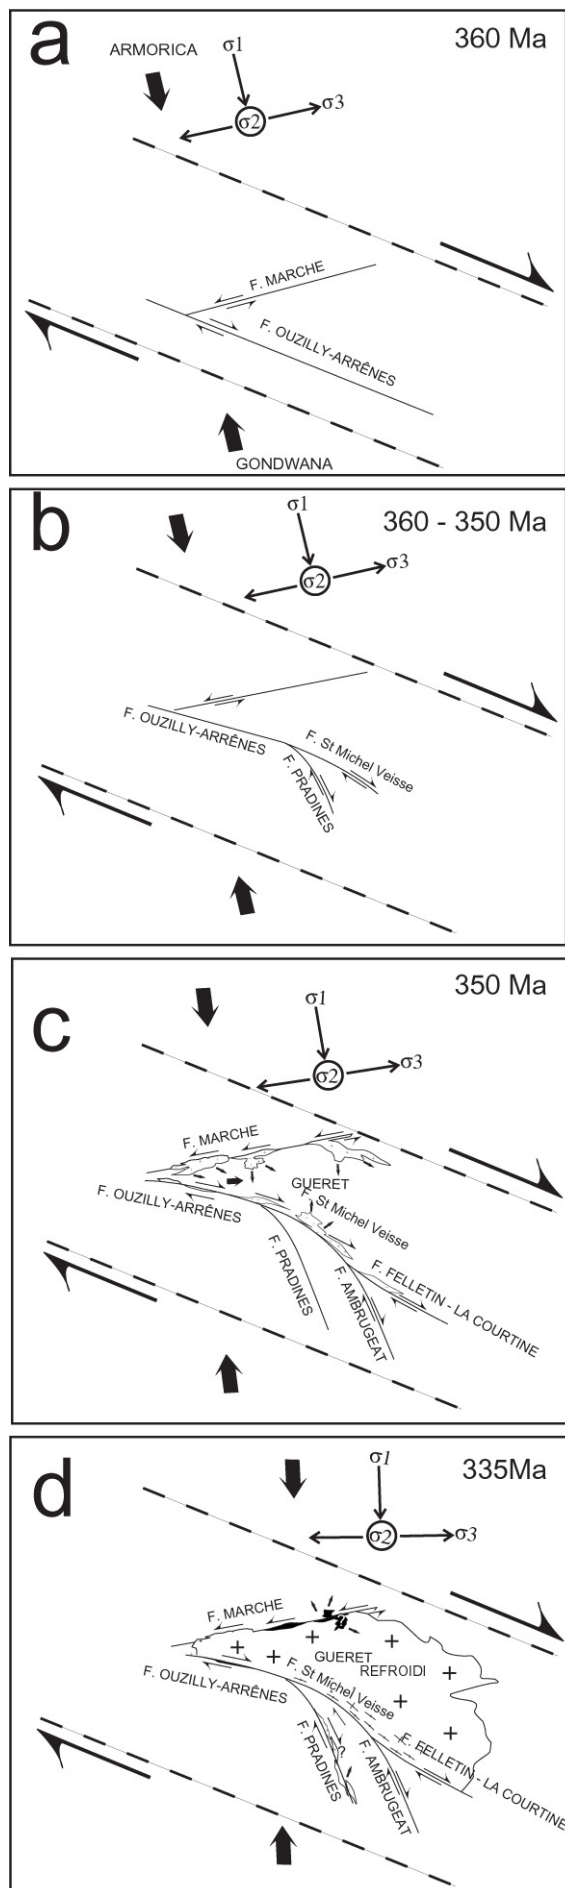 a
360 Ma
ARMORICA
σ1
σ2
σ3
F. MARCHE
F. OUZILLY-ARRÊNES
GONDWANA
b
360 - 350 Ma
σ1
σ2
σ3
F. OUZILLY-ARRÊNES
F. St Michel Veisse
F. PRADINES
c
350 Ma
σ1
σ2
σ3
F. MARCHE
GUERET
F. OUZILLY-ARRÊNES
F. St Michel Veisse
F. PRADINES
F. AMBRUGEAT
F. FELLETIN - LA COURTINE
d
335Ma
σ1
σ2
σ3
F. MARCHE
GUERET
REFROIDI
F. OUZILLY-ARRÊNES
F. St Michel Veisse
F. PRADINES
?
F. AMBRUGEAT
F. FELLETIN - LA COURTINE